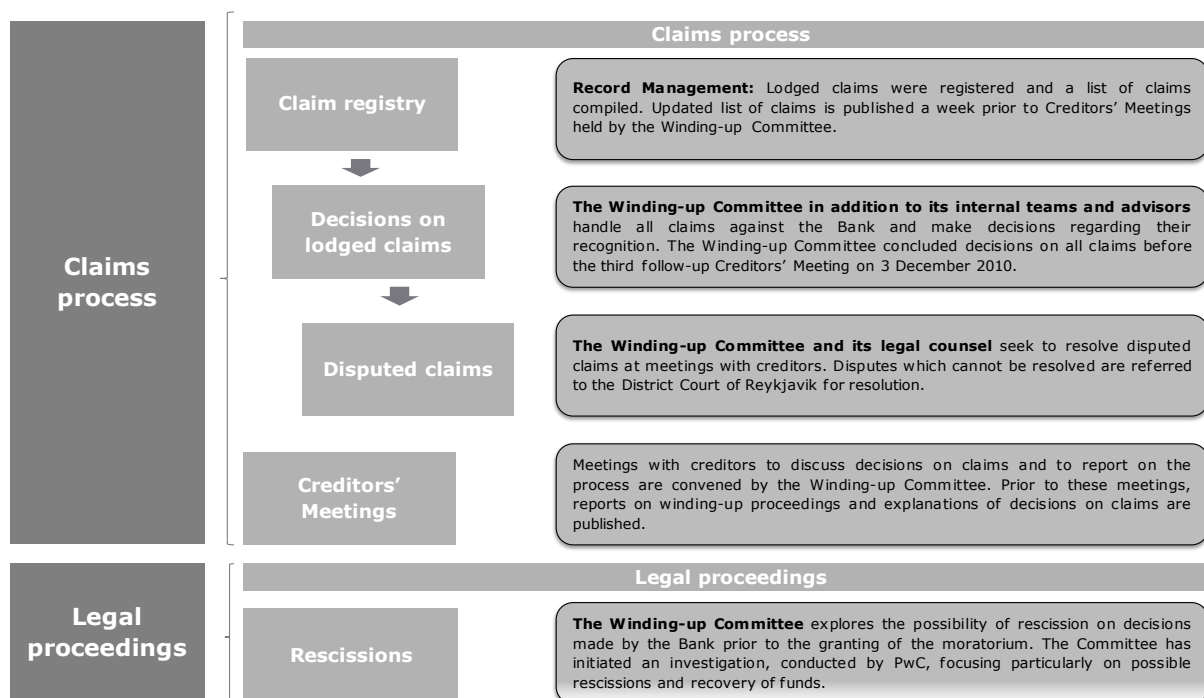 Claims process
Claims
process
Claim registry
Record Management: Lodged claims were registered and a list of claims
compiled. Updated list of claims is published a week prior to Creditors' Meetings
held by the Winding-up Committee.
Decisions on
lodged claims
The Winding-up Committee in addition to its internal teams and advisors
handle all claims against the Bank and make decisions regarding their
recognition. The Winding-up Committee concluded decisions on all claims before
the third follow-up Creditors' Meeting on 3 December 2010.
Disputed claims
The Winding-up Committee and its legal counsel seek to resolve disputed
claims at meetings with creditors. Disputes which cannot be resolved are referred
to the District Court of Reykjavik for resolution.
Creditors'
Meetings
Meetings with creditors to discuss decisions on claims and to report on the
process are convened by the Winding-up Committee. Prior to these meetings,
reports on winding-up proceedings and explanations of decisions on claims are
published.
Legal proceedings
Legal
proceedings
Rescissions
The Winding-up Committee explores the possibility of rescission on decisions
made by the Bank prior to the granting of the moratorium. The Committee has
initiated an investigation, conducted by PwC, focusing particularly on possible
rescissions and recovery of funds.